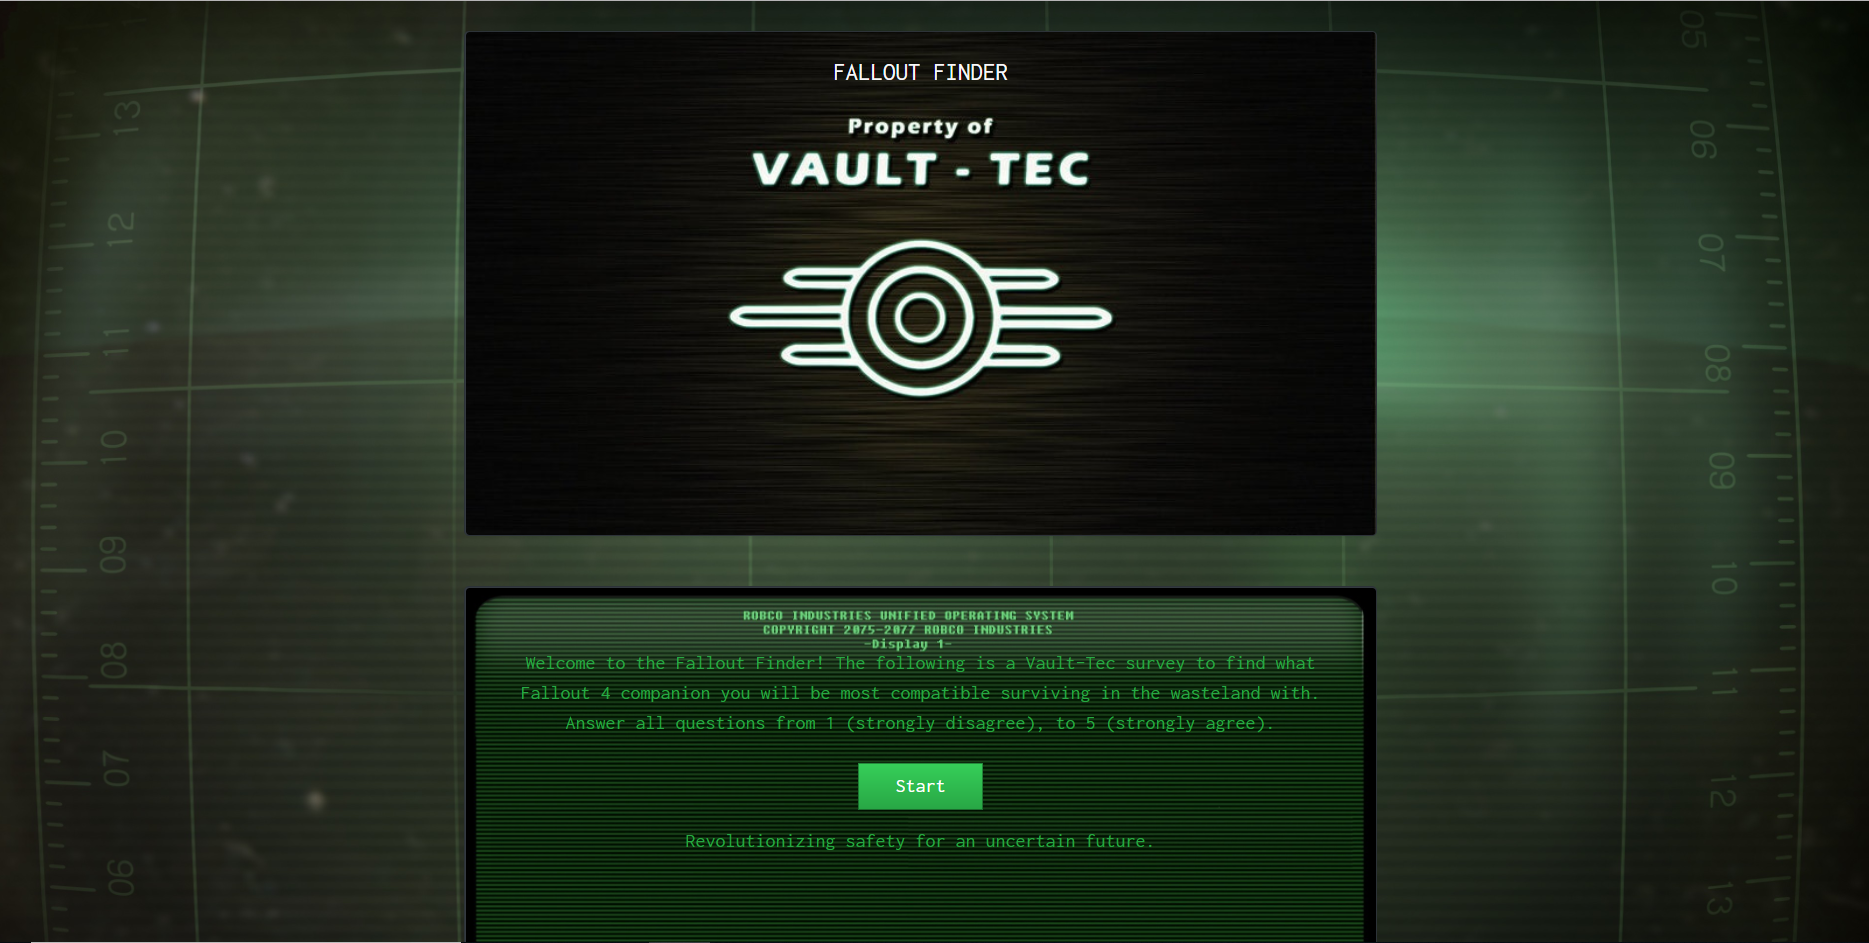 FALLOUT FINDER
Property of
VAULT - TEC
ROBCO INDUSTRIES UNIFIED OPERATING SYSTEM
COPYRIGHT 2075-2077 ROBCO INDUSTRIES
-Display 1-
Welcome to the Fallout Finder! The following is a Vault-Tec survey to find what
Fallout 4 companion you will be most compatible surviving in the wasteland with.
Answer all questions from 1 (strongly disagree), to 5 (strongly agree).
Start
Revolutionizing safety for an uncertain future.
13
12
11
10
09
08
07
06
05
06
07
08
09
10
11
12
13